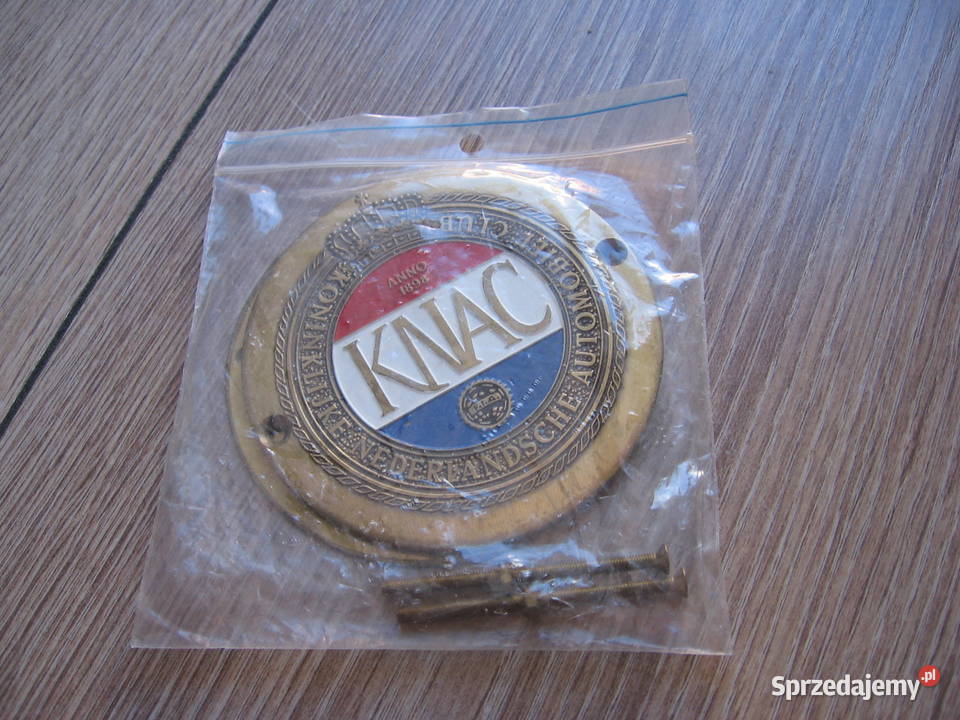 KONINKLIJKE NEDERLANDSCHE AUTOMOBIEL CLUB
ANNO
1898
KNAC
Sprzedajemy.pl